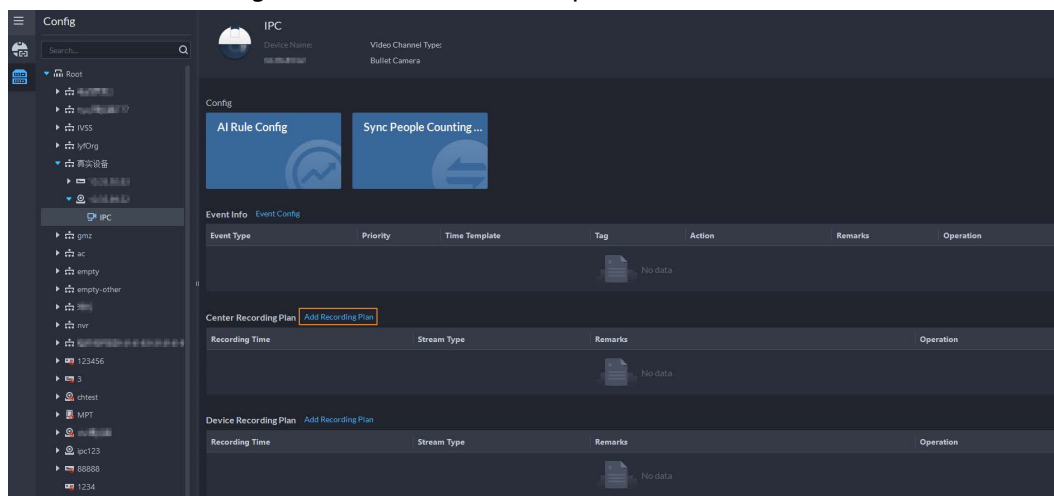 Config
Search...
Root
IVSS
lyfOrg
真实设备
IPC
gmz
ac
empty
empty-other
nvr
123456
3
chtest
MPT
ipc123
88888
1234
IPC
Device Name:
Video Channel Type:
Bullet Camera
Config
AI Rule Config
Sync People Counting ...
Event Info Event Config
Event Type Priority Time Template Tag Action Remarks Operation
No data
Center Recording Plan Add Recording Plan
Recording Time Stream Type Remarks Operation
No data
Device Recording Plan Add Recording Plan
Recording Time Stream Type Remarks Operation
No data